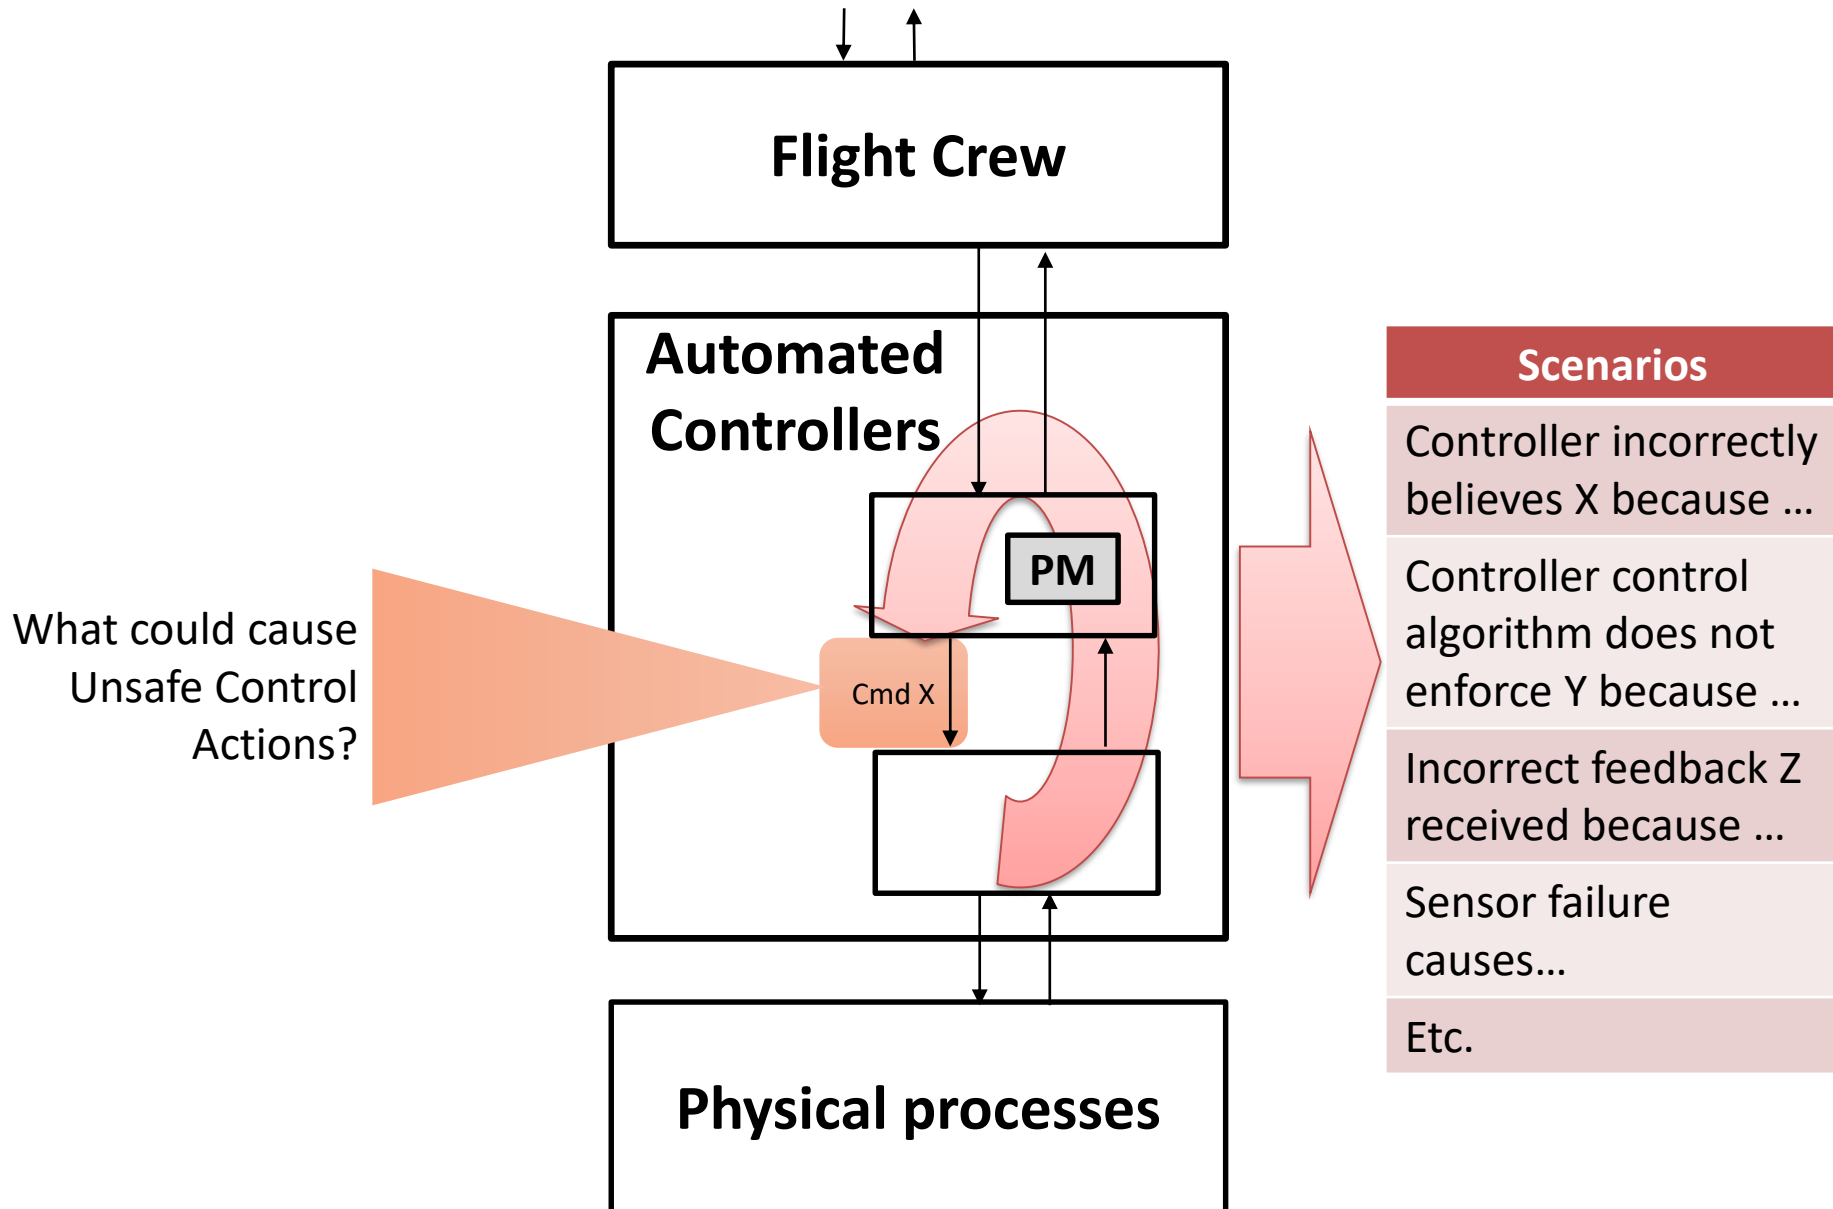 Flight Crew
Automated
Controllers
PM
What could cause
Unsafe Control
Actions?
Cmd X
Physical processes
Scenarios
Controller incorrectly
believes X because ...
Controller control
algorithm does not
enforce Y because ...
Incorrect feedback Z
received because ...
Sensor failure
causes...
Etc.